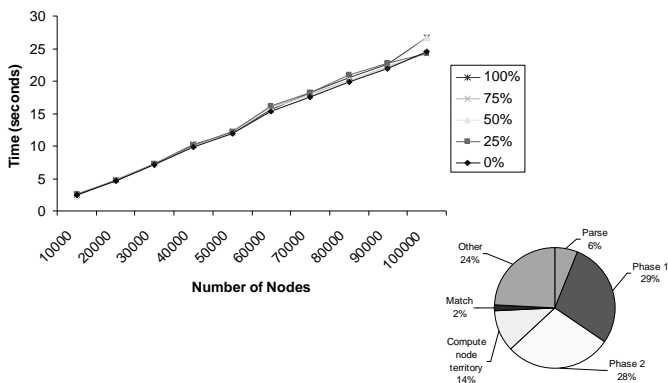 30
25
20
15
10
5
0
Time (seconds)
10000
20000
30000
40000
50000
60000
70000
80000
90000
100000
Number of Nodes
100%
75%
50%
25%
0%
Parse
6%
Phase 1
29%
Phase 2
28%
Compute
node
territory
14%
Match
2%
Other
24%